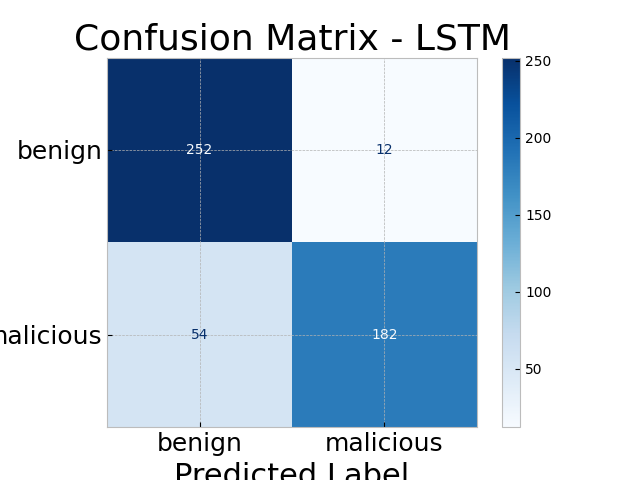 Confusion Matrix - LSTM
250
benign 252 12
200
150
100
malicious 54 182
50
benign malicious
Predicted Label